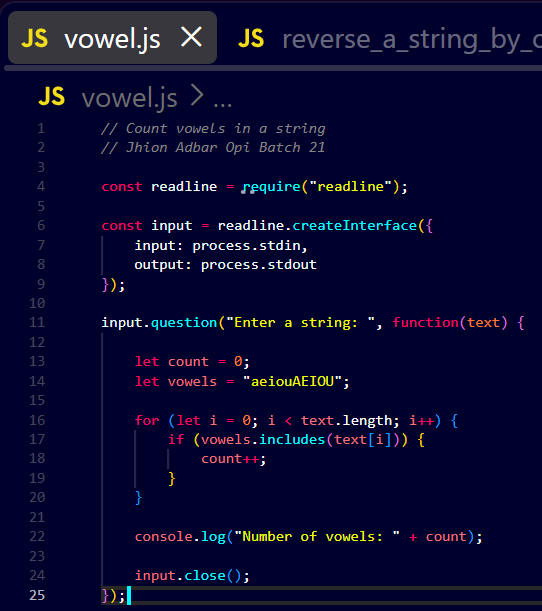 JS vowel.js × JS reverse_a_string_by_
JS vowel.js > ...
1 // Count vowels in a string
2 // Jhion Adbar Opi Batch 21
3
4 const readline = require("readline");
5
6 const input = readline.createInterface({
7 input: process.stdin,
8 output: process.stdout
9 });
10
11 input.question("Enter a string: ", function(text) {
12
13 let count = 0;
14 let vowels = "aeiouAEIOU";
15
16 for (let i = 0; i < text.length; i++) {
17 if (vowels.includes(text[i])) {
18 count++;
19 }
20 }
21
22 console.log("Number of vowels: " + count);
23
24 input.close();
25 });